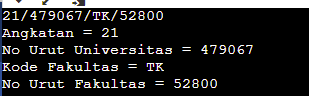 21/479067/TK/52800
Angkatan = 21
No Urut Universitas = 479067
Kode Fakultas = TK
No Urut Fakultas = 52800